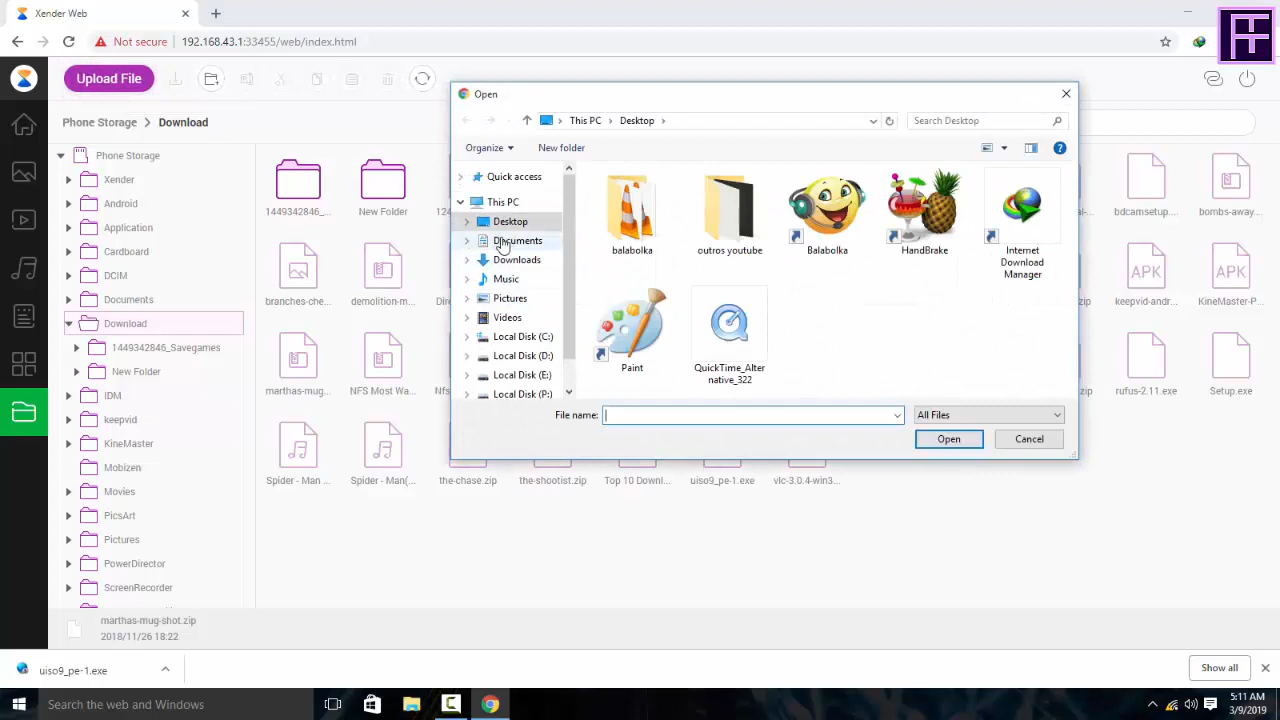 Xender Web
Not secure
192.168.43.1:33455/web/index.html
Upload File
Phone Storage > Download
Phone Storage
Xender
Android
Application
Cardboard
DCIM
Documents
Download
1449342846_Savegames
New Folder
IDM
keepvid
KineMaster
Mobizen
Movies
PicsArt
Pictures
PowerDirector
ScreenRecorder
1449342846_...
New Folder
bdcamsetup...
bombs-away...
branches-che...
demolition-m...
keepvid-andr...
KineMaster-P...
marthas-mug...
NFS Most Wa...
rufus-2.11.exe
Setup.exe
Spider - Man ...
Spider - Man(...
the-chase.zip
the-shootist.zip
Top 10 Downl...
uiso9_pe-1.exe
vlc-3.0.4-win3...
Open
This PC > Desktop >
Search Desktop
Organize
New folder
Quick access
This PC
Desktop
Documents
Downloads
Music
Pictures
Videos
Local Disk (C:)
Local Disk (D:)
Local Disk (E:)
Local Disk (P:)
balabolka
outros youtube
Balabolka
HandBrake
Internet
Download
Manager
Paint
QuickTime_Alter
native_322
File name:
All Files
Open
Cancel
marthas-mug-shot.zip
2018/11/26 18:22
uiso9_pe-1.exe
Show all
Search the web and Windows
5:11 AM
3/9/2019